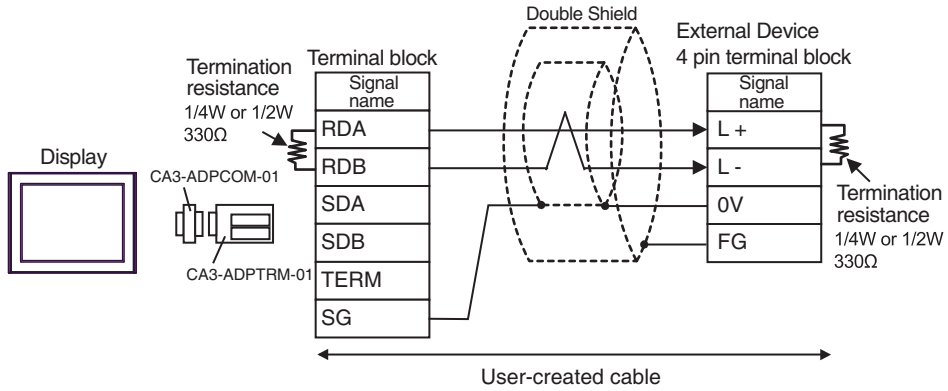 Double Shield
External Device
4 pin terminal block
Terminal block
Termination
resistance
1/4W or 1/2W
330Ω
Display
CA3-ADPCOM-01
CA3-ADPTRM-01
Signal
name
RDA
RDB
SDA
SDB
TERM
SG
Signal
name
L +
L -
0V
FG
Termination
resistance
1/4W or 1/2W
330Ω
User-created cable